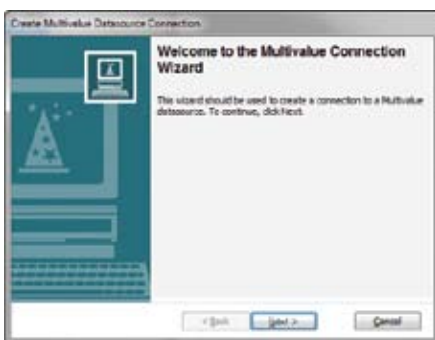 Create Multivalue Datasource Connection
Welcome to the Multivalue Connection
Wizard
This wizard should be used to create a connection to a Multivalue
datasource. To continue, click Next.
< Back
Next >
Cancel